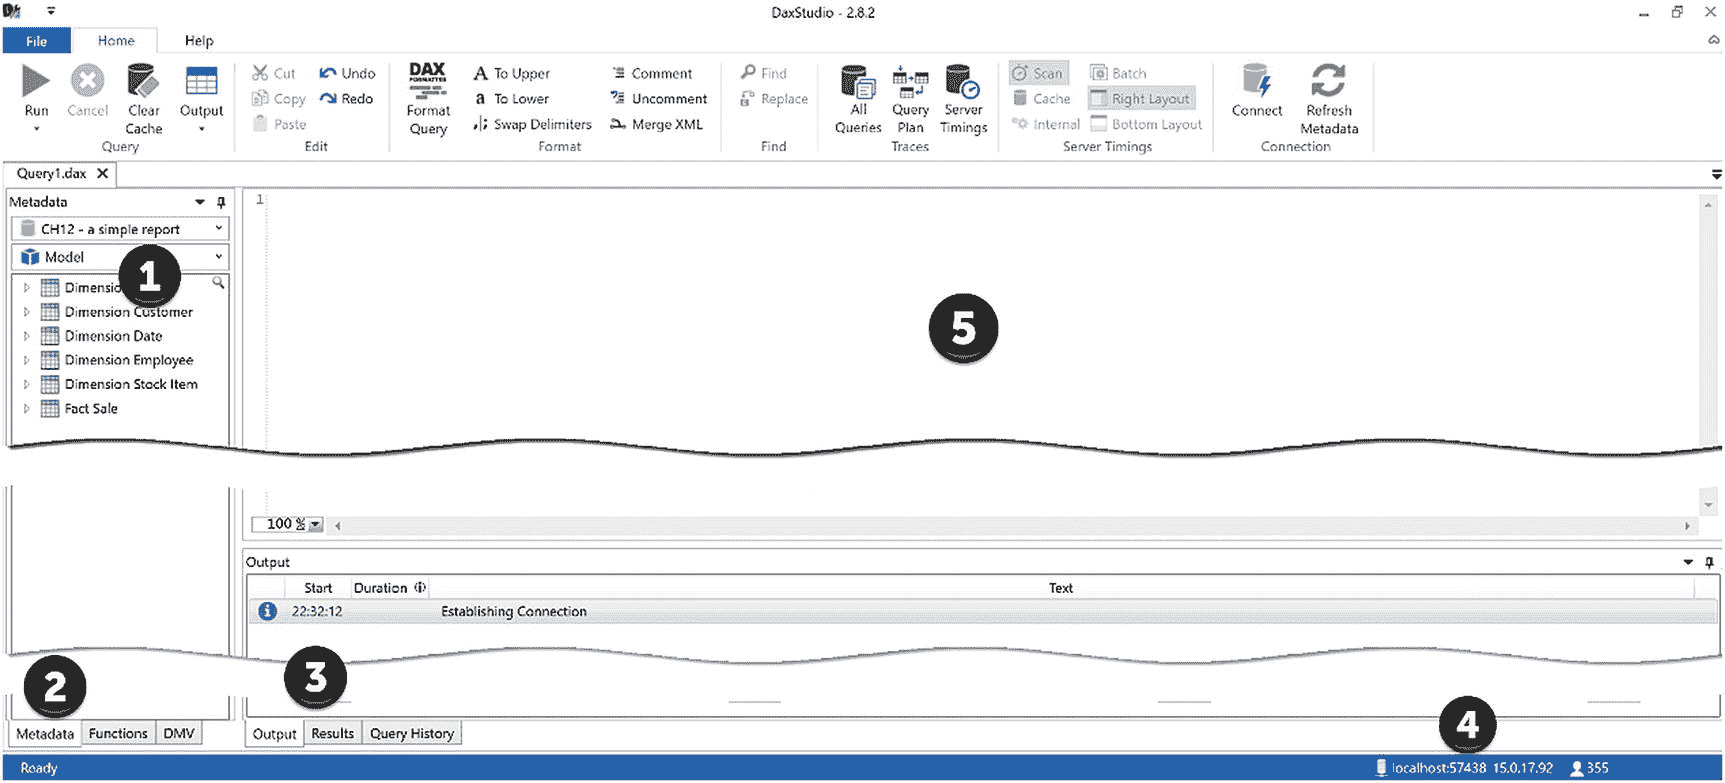 DaxStudio - 2.8.2
File Home Help
Run Cancel Clear Cache Output
Query
Cut Undo
Copy Redo
Paste
Edit
DAX
FORMATTER
Format Query
To Upper Comment
a To Lower Uncomment
Swap Delimiters Merge XML
Format
Find
Replace
Find
All Queries Query Plan Server Timings
Traces
Scan Batch
Cache Right Layout
Internal Bottom Layout
Server Timings
Connect Refresh Metadata
Connection
Query1.dax
Metadata
CH12 - a simple report
Model
1
Dimensio
Dimension Customer
Dimension Date
Dimension Employee
Dimension Stock Item
Fact Sale
1
5
100 %
Output
Start Duration Text
22:32:12 Establishing Connection
2
3
4
Metadata Functions DMV
Output Results Query History
Ready
localhost:57438 15.0.17.92 355